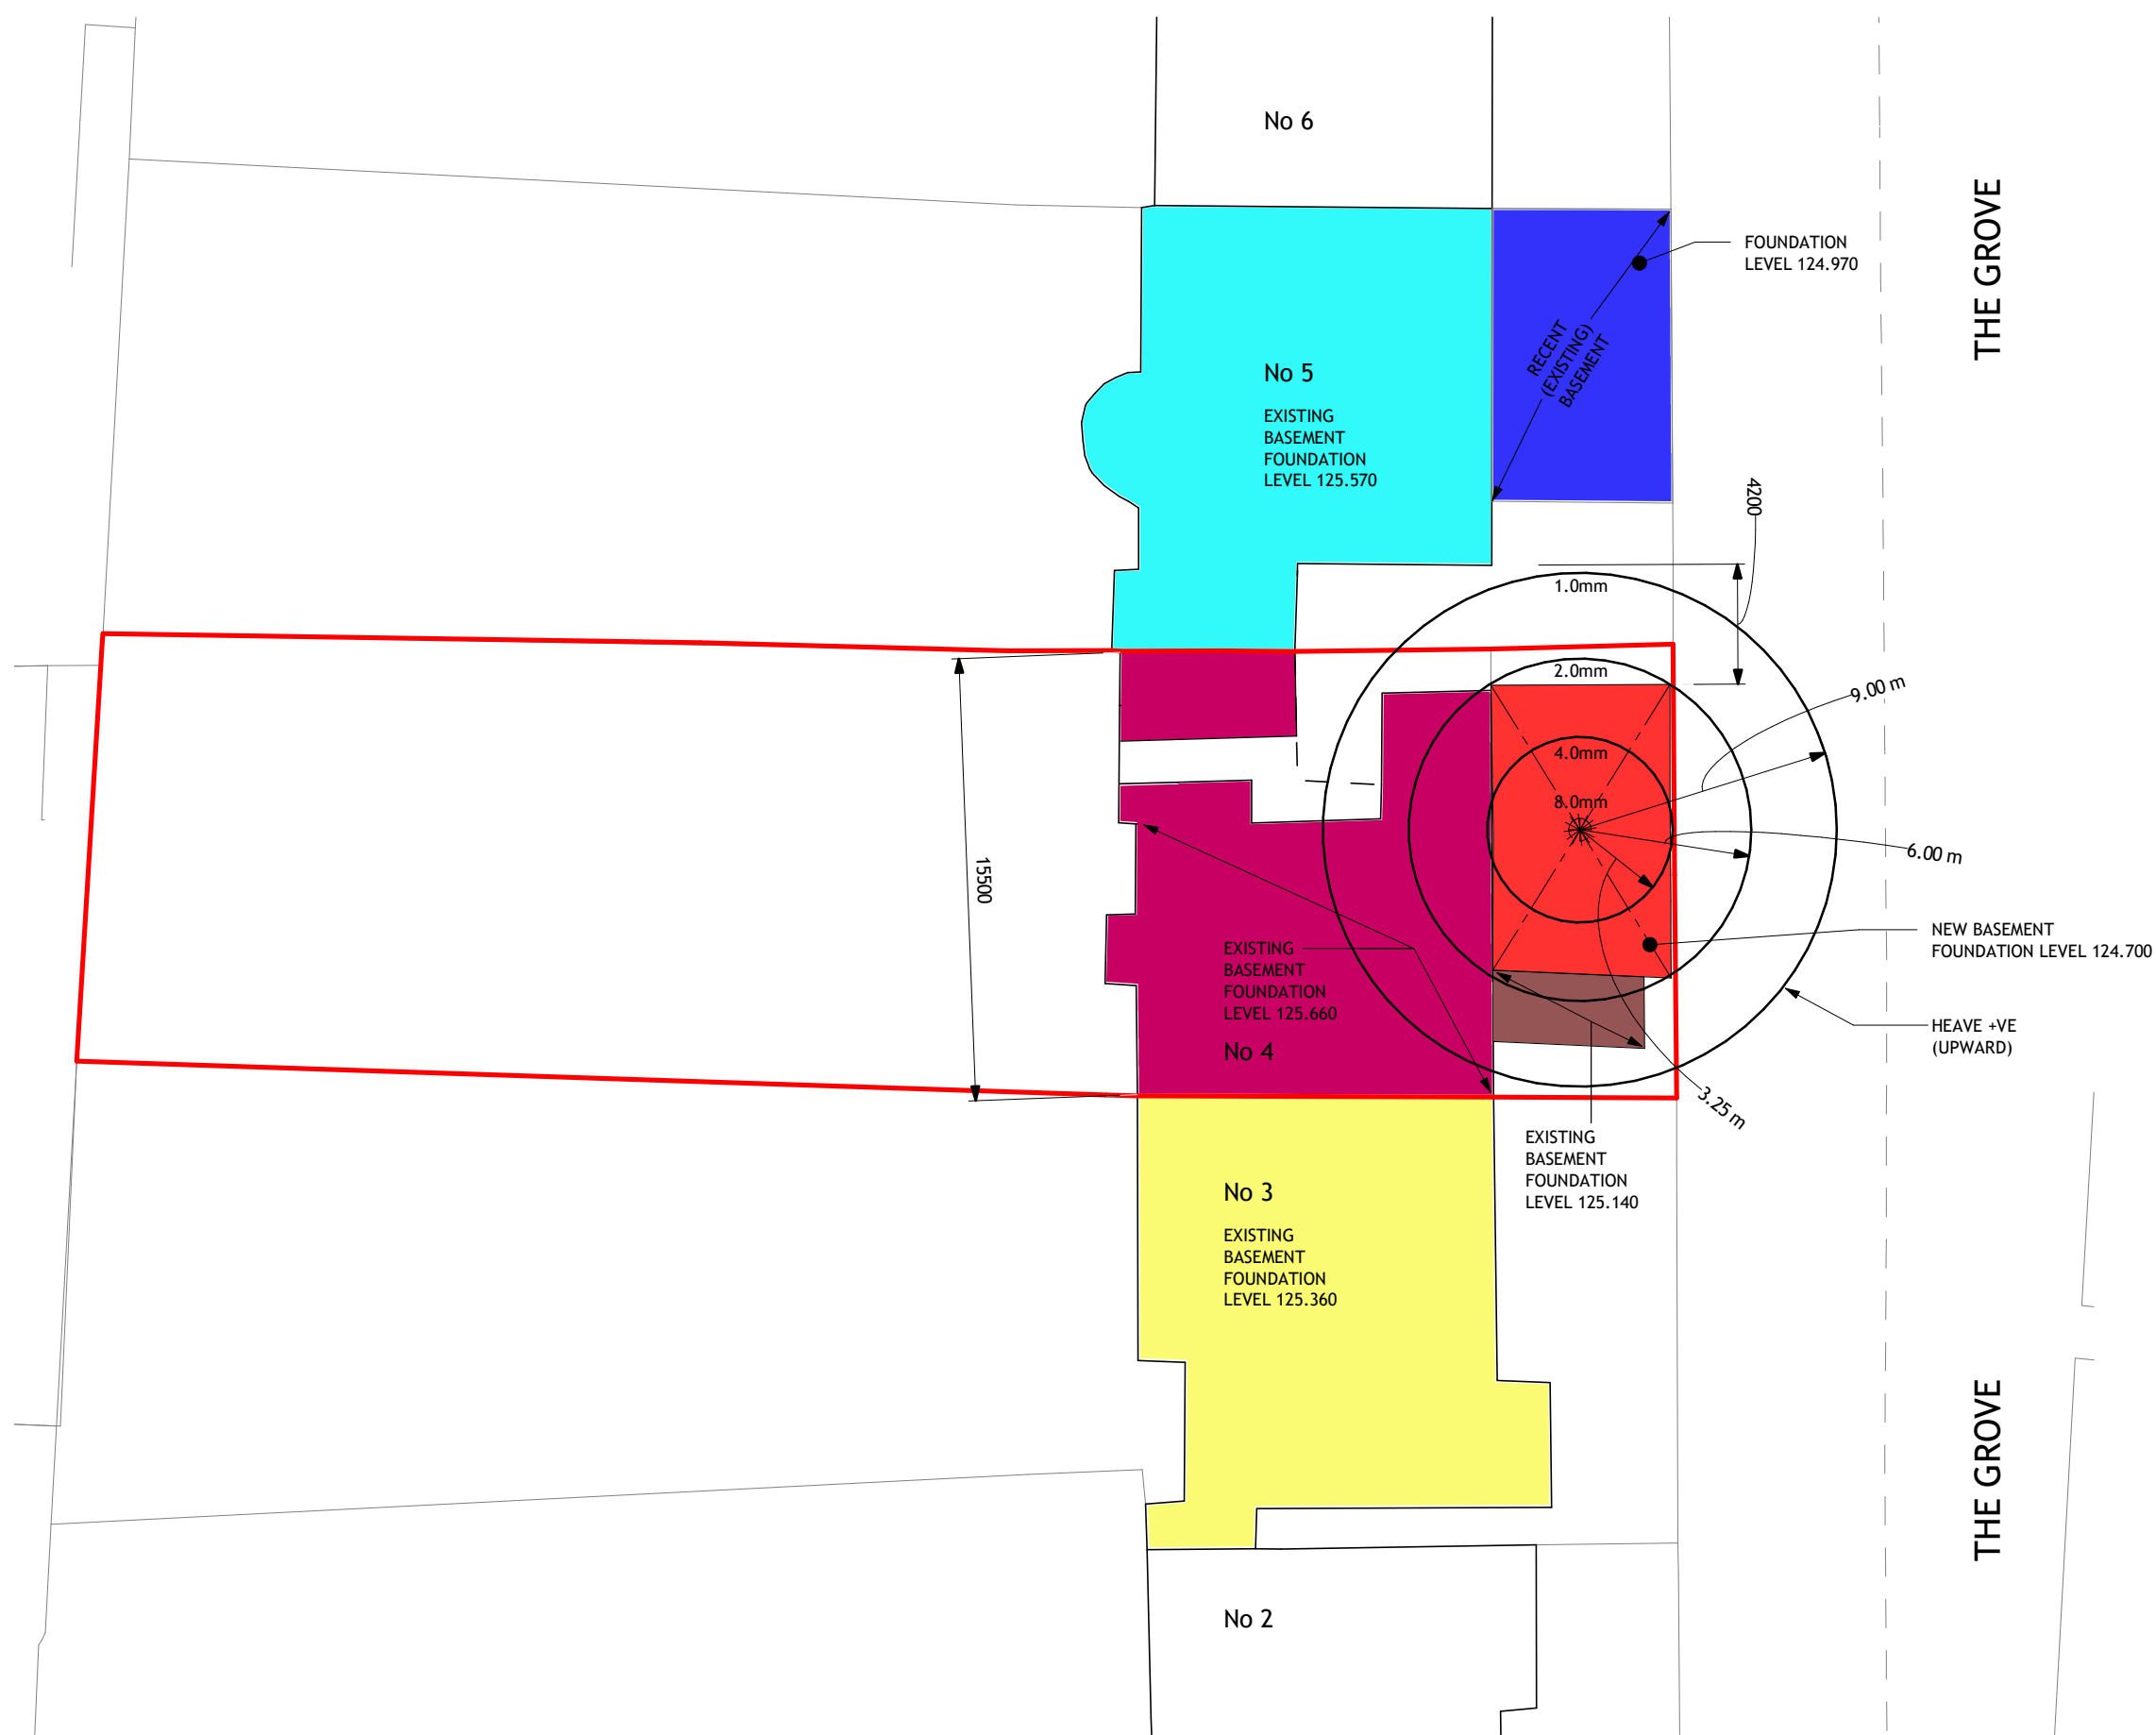 No 6
THE GROVE
FOUNDATION
LEVEL 124.970
RECENT
(EXISTING)
BASEMENT
No 5
EXISTING
BASEMENT
FOUNDATION
LEVEL 125.570
4200
1.0mm
2.0mm
9.00 m
4.0mm
8.0mm
6.00 m
15500
NEW BASEMENT
FOUNDATION LEVEL 124.700
EXISTING
BASEMENT
FOUNDATION
LEVEL 125.660
No 4
HEAVE +VE
(UPWARD)
3.25 m
EXISTING
BASEMENT
FOUNDATION
LEVEL 125.140
No 3
EXISTING
BASEMENT
FOUNDATION
LEVEL 125.360
THE GROVE
No 2